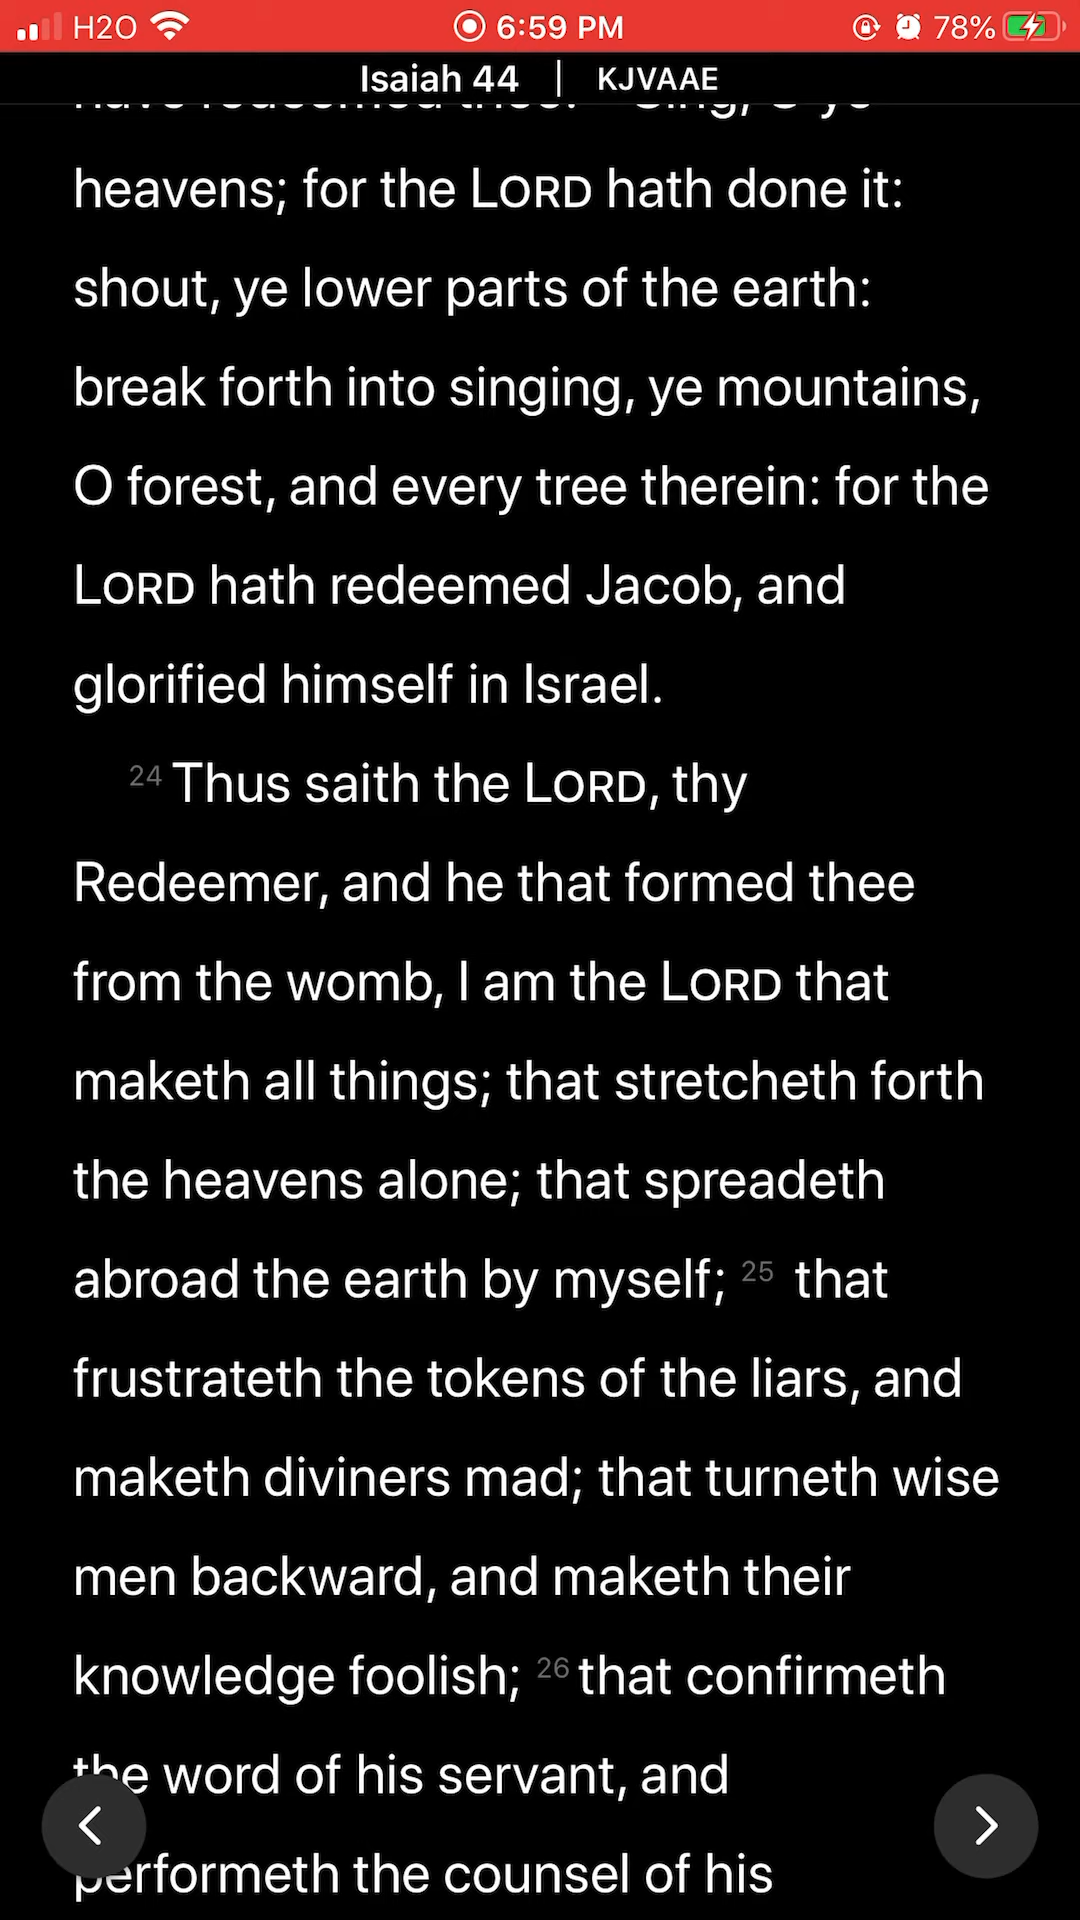 H2O 6:59 PM 78%
Isaiah 44 | KJVAAE
have redeemed thee. Sing, O ye
heavens; for the LORD hath done it:
shout, ye lower parts of the earth:
break forth into singing, ye mountains,
O forest, and every tree therein: for the
LORD hath redeemed Jacob, and
glorified himself in Israel.
24 Thus saith the LORD, thy
Redeemer, and he that formed thee
from the womb, I am the LORD that
maketh all things; that stretcheth forth
the heavens alone; that spreadeth
abroad the earth by myself; 25 that
frustrateth the tokens of the liars, and
maketh diviners mad; that turneth wise
men backward, and maketh their
knowledge foolish; 26 that confirmeth
the word of his servant, and
performeth the counsel of his